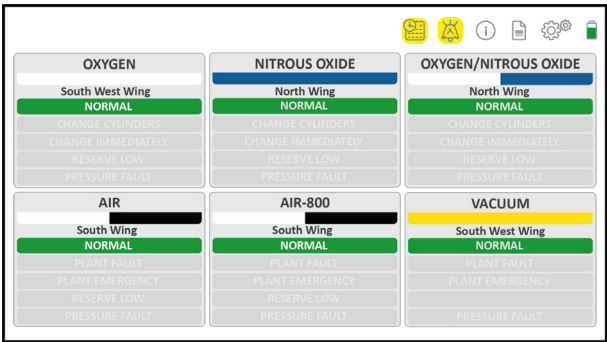 OXYGEN
South West Wing
NORMAL
CHANGE CYLINDERS
CHANGE IMMEDIATELY
RESERVE LOW
PRESSURE FAULT
NITROUS OXIDE
North Wing
NORMAL
CHANGE CYLINDERS
CHANGE IMMEDIATELY
RESERVE LOW
PRESSURE FAULT
OXYGEN/NITROUS OXIDE
North Wing
NORMAL
CHANGE CYLINDERS
CHANGE IMMEDIATELY
RESERVE LOW
PRESSURE FAULT
AIR
South Wing
NORMAL
PLANT FAULT
PLANT EMERGENCY
RESERVE LOW
PRESSURE FAULT
AIR-800
South Wing
NORMAL
PLANT FAULT
PLANT EMERGENCY
RESERVE LOW
PRESSURE FAULT
VACUUM
South West Wing
NORMAL
PLANT FAULT
PLANT EMERGENCY
PRESSURE FAULT